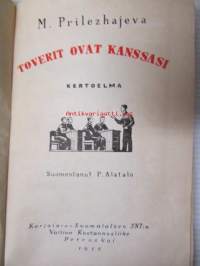 M. Prilezhajeva
TOVERIT OVAT KANSSASI
KERTOELMA
Suomentanut P. Alatalo
Karjalais-Suomalaisen SNT:n
Valtion Kustannusliike
Petroskoi